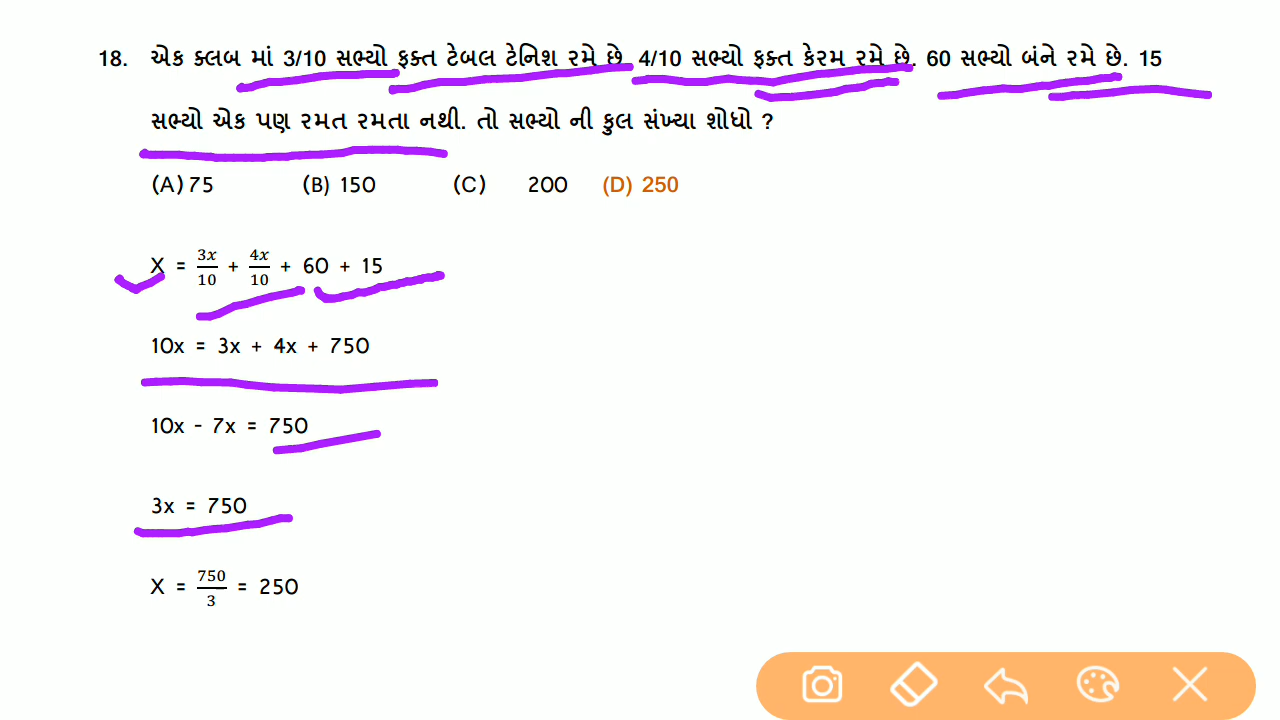 18. એક ક્લબ માં 3/10 સભ્યો ફક્ત ટેબલ ટેનિશ રમે છે. 4/10 સભ્યો ફક્ત કેરમ રમે છે. 60 સભ્યો બંને રમે છે. 15
સભ્યો એક પણ રમત રમતા નથી. તો સભ્યો ની કુલ સંખ્યા શોધો ?
(A) 75 (B) 150 (C) 200 (D) 250
X = 3x/10 + 4x/10 + 60 + 15
10x = 3x + 4x + 750
10x - 7x = 750
3x = 750
X = 750/3 = 250